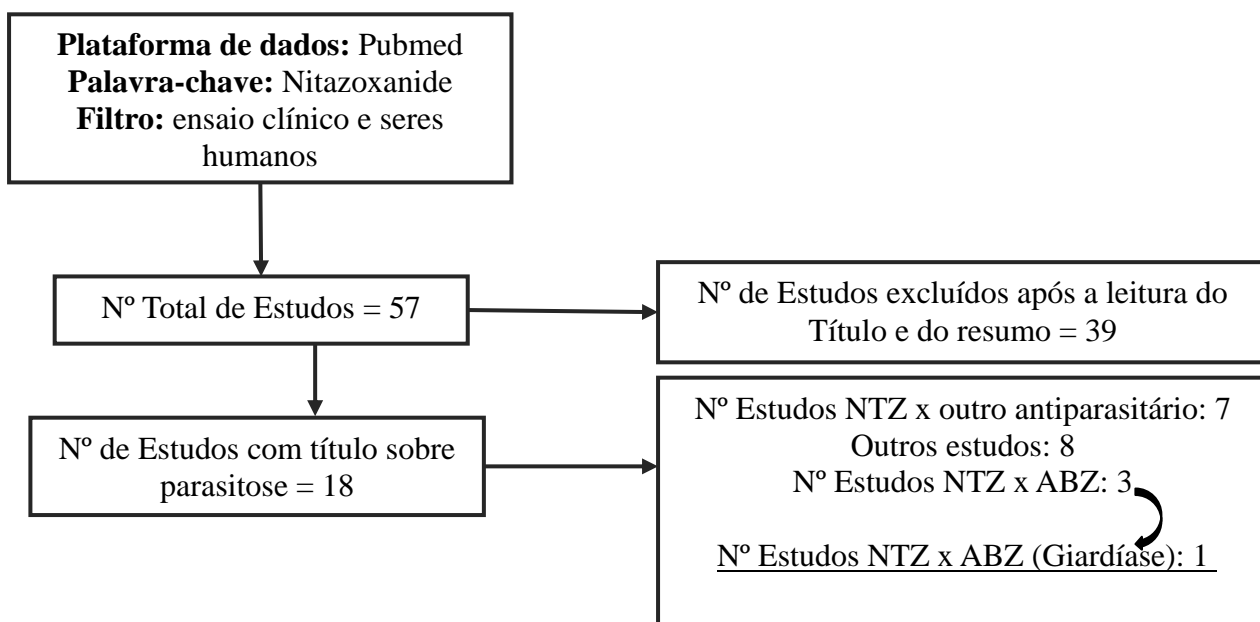 Plataforma de dados: Pubmed
Palavra-chave: Nitazoxanide
Filtro: ensaio clínico e seres
humanos
Nº Total de Estudos = 57
Nº de Estudos excluídos após a leitura do
Título e do resumo = 39
Nº de Estudos com título sobre
parasitose = 18
Nº Estudos NTZ x outro antiparasitário: 7
Outros estudos: 8
Nº Estudos NTZ x ABZ: 3
Nº Estudos NTZ x ABZ (Giardíase): 1